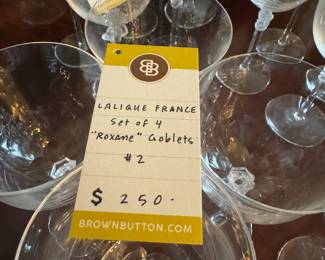 BB
LALIQUE FRANCE
Set of 4
"Roxane" Goblets
#2
$ 250.
BROWNBUTTON.COM